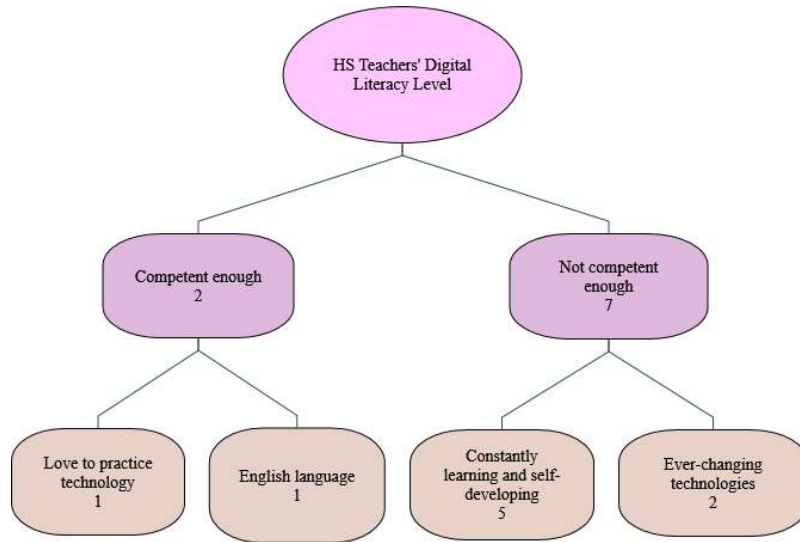 HS Teachers' Digital
Literacy Level
Competent enough
2
Not competent
enough
7
Love to practice
technology
1
English language
1
Constantly
learning and self-
developing
5
Ever-changing
technologies
2